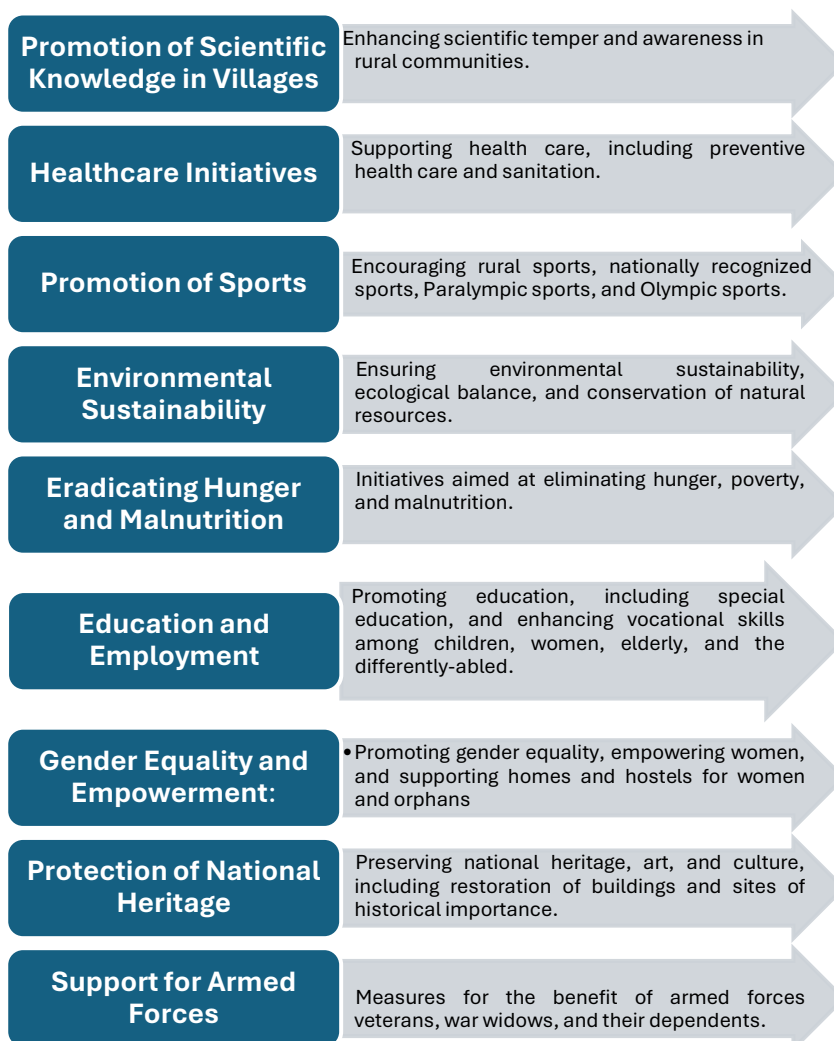 Promotion of Scientific
Knowledge in Villages
Enhancing scientific temper and awareness in
rural communities.
Healthcare Initiatives
Supporting health care, including preventive
health care and sanitation.
Promotion of Sports
Encouraging rural sports, nationally recognized
sports, Paralympic sports, and Olympic sports.
Environmental
Sustainability
Ensuring environmental sustainability,
ecological balance, and conservation of natural
resources.
Eradicating Hunger
and Malnutrition
Initiatives aimed at eliminating hunger, poverty,
and malnutrition.
Education and
Employment
Promoting education, including special
education, and enhancing vocational skills
among children, women, elderly, and the
differently-abled.
Gender Equality and
Empowerment:
•Promoting gender equality, empowering women,
and supporting homes and hostels for women
and orphans
Protection of National
Heritage
Preserving national heritage, art, and culture,
including restoration of buildings and sites of
historical importance.
Support for Armed
Forces
Measures for the benefit of armed forces
veterans, war widows, and their dependents.